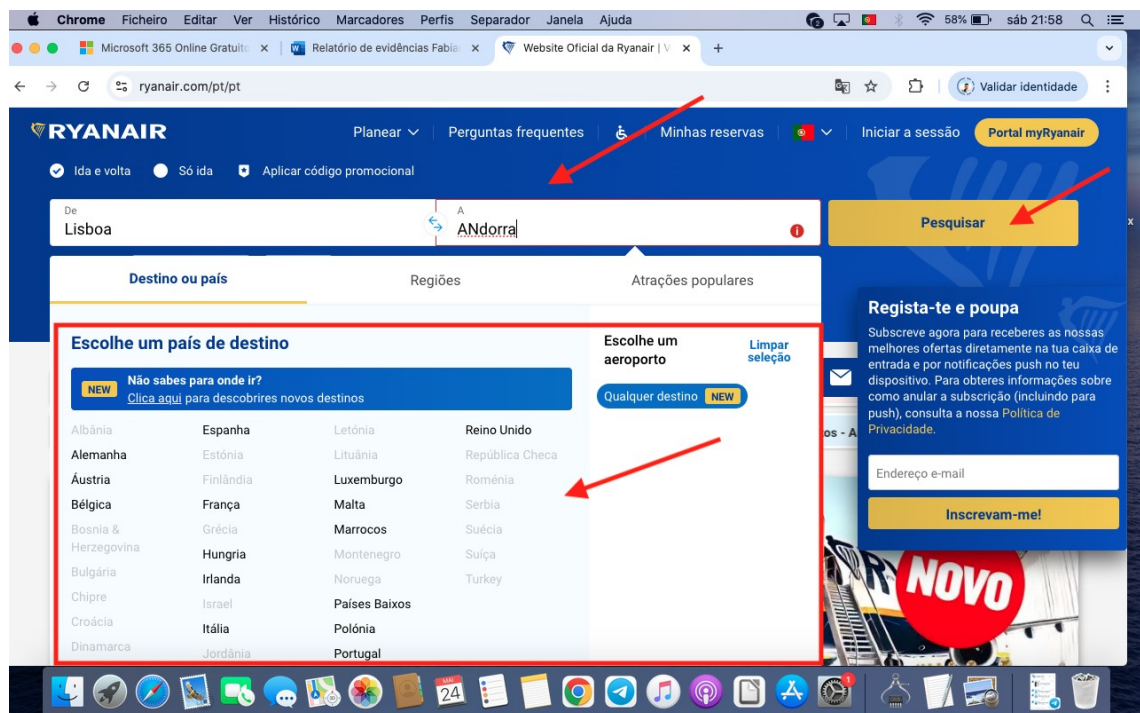 Chrome Ficheiro Editar Ver Histórico Marcadores Perfis Separador Janela Ajuda 58% sáb 21:58
Microsoft 365 Online Gratuito Relatório de evidências Fabia Website Oficial da Ryanair | V
ryanair.com/pt/pt Validar identidade
RYANAIR Planear Perguntas frequentes Minhas reservas Iniciar a sessão Portal myRyanair
Ida e volta Só ida Aplicar código promocional
De A
Lisboa ANdorra Pesquisar
Destino ou país Regiões Atrações populares
Escolhe um país de destino
Não sabes para onde ir?
NEW Clica aqui para descobrires novos destinos
Albânia Espanha Letónia Reino Unido
Alemanha Estónia Lituânia República Checa
Áustria Finlândia Luxemburgo Roménia
Bélgica França Malta Serbia
Bosnia & Herzegovina Grécia Marrocos Suécia
Hungria Montenegro Suíça
Bulgária Irlanda Noruega Turkey
Chipre Israel Países Baixos
Croácia Itália Polónia
Dinamarca Jordânia Portugal
Escolhe um aeroporto
Limpar seleção
Qualquer destino NEW
Regista-te e poupa
Subscreve agora para receberes as nossas
melhores ofertas diretamente na tua caixa de
entrada e por notificações push no teu
dispositivo. Para obteres informações sobre
como anular a subscrição (incluindo para
push), consulta a nossa Política de
Privacidade.
Endereço e-mail
Inscrevam-me!
os - A
NOVO
MAI
24
1